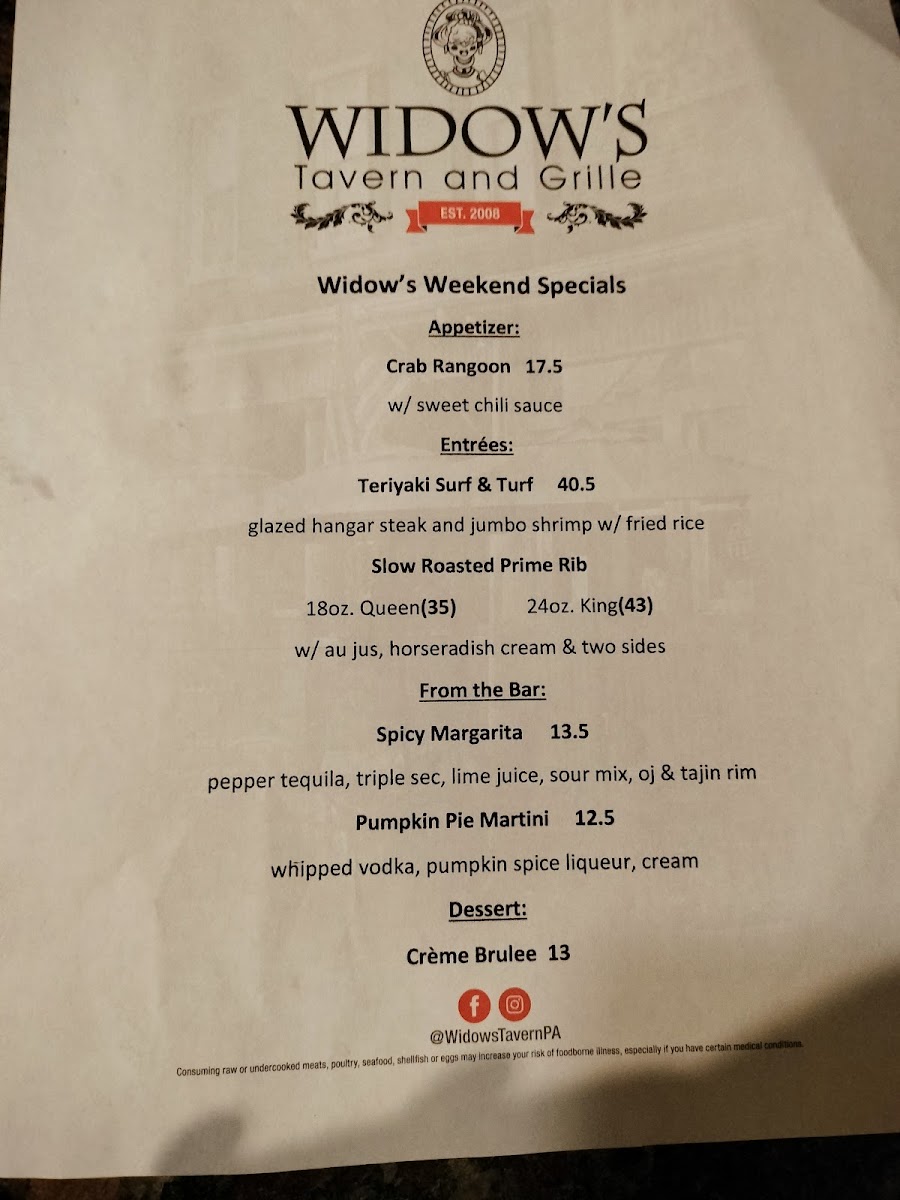 WIDOW'S
Tavern and Grille
EST. 2008
Widow's Weekend Specials
Appetizer:
Crab Rangoon 17.5
w/ sweet chili sauce
Entrées:
Teriyaki Surf & Turf 40.5
glazed hangar steak and jumbo shrimp w/ fried rice
Slow Roasted Prime Rib
18oz. Queen(35) 24oz. King(43)
w/ au jus, horseradish cream & two sides
From the Bar:
Spicy Margarita 13.5
pepper tequila, triple sec, lime juice, sour mix, oj & tajin rim
Pumpkin Pie Martini 12.5
whipped vodka, pumpkin spice liqueur, cream
Dessert:
Crème Brulee 13
@WidowsTavernPA
Consuming raw or undercooked meats, poultry, seafood, shellfish or eggs may increase your risk of foodborne illness, especially if you have certain medical conditions.